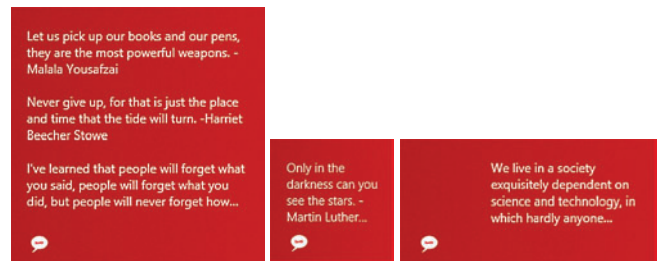 Let us pick up our books and our pens,
they are the most powerful weapons. -
Malala Yousafzai
Never give up, for that is just the place
and time that the tide will turn. -Harriet
Beecher Stowe
I've learned that people will forget what
you said, people will forget what you
did, but people will never forget how...
Only in the
darkness can you
see the stars. -
Martin Luther...
We live in a society
exquisitely dependent on
science and technology, in
which hardly anyone...